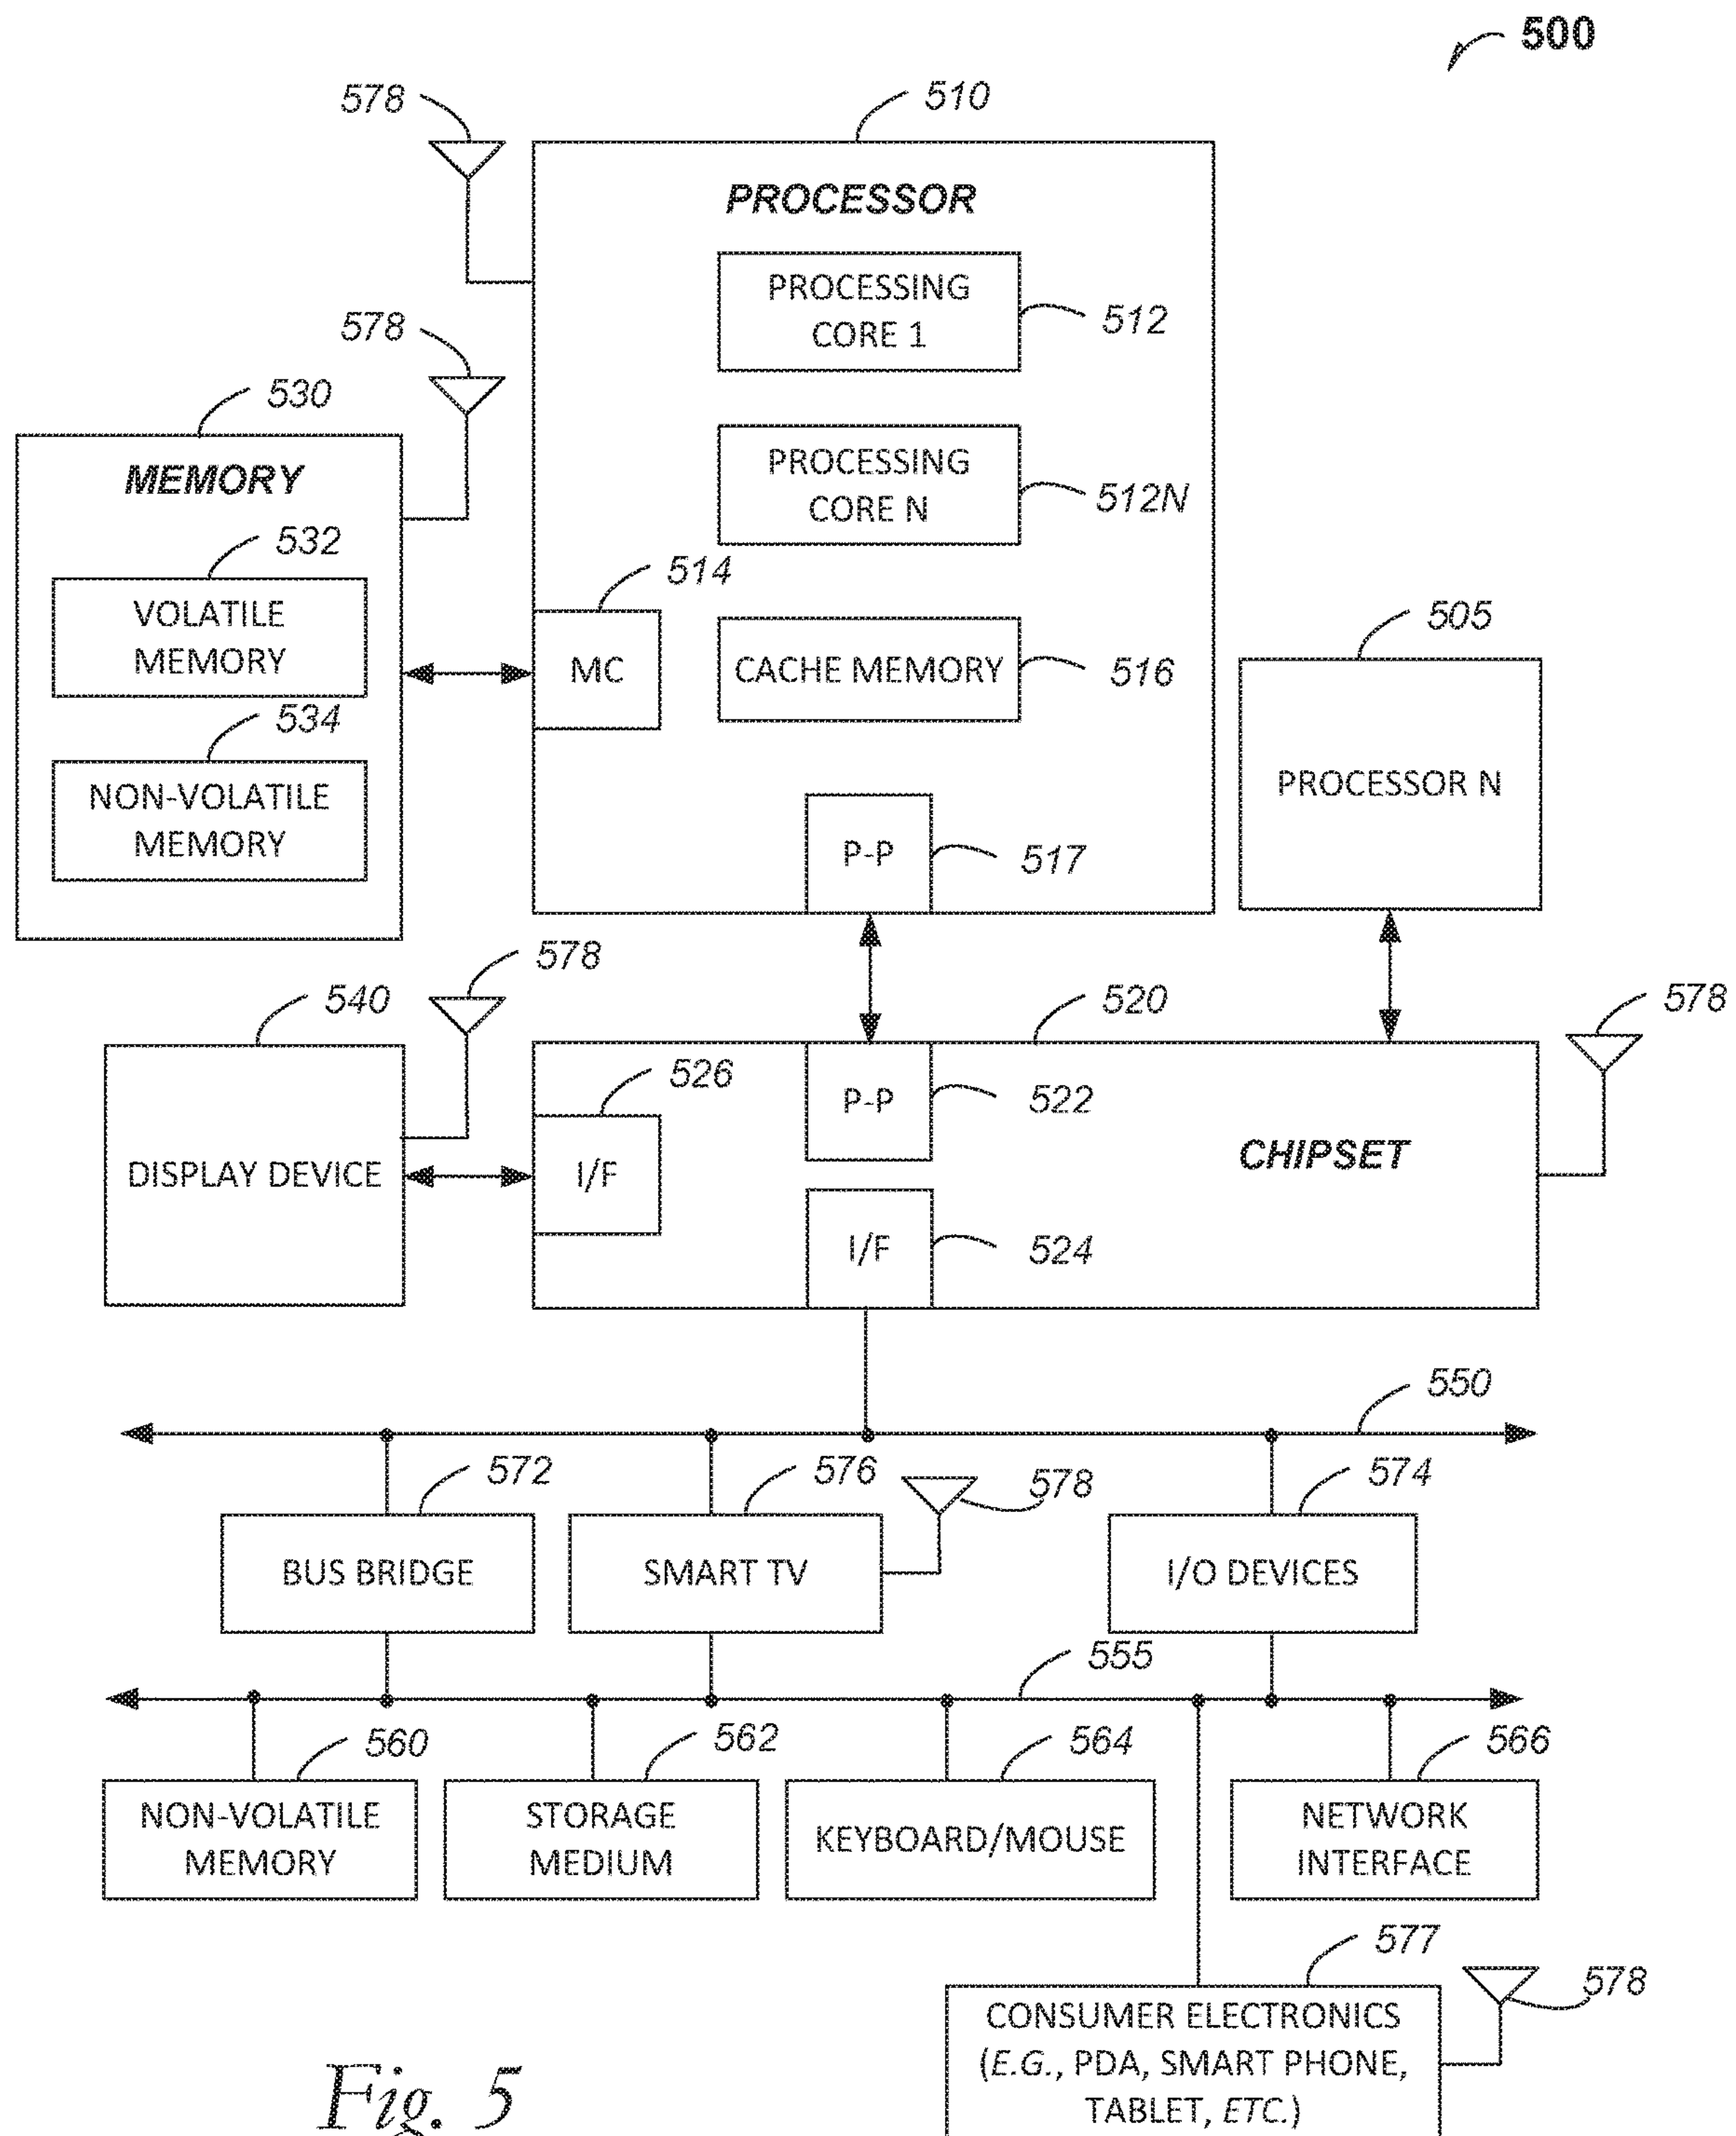 500
578
510
PROCESSOR
PROCESSING
CORE 1
512
578
530
MEMORY
PROCESSING
CORE N
512N
532
VOLATILE
MEMORY
514
MC
CACHE MEMORY
516
505
PROCESSOR N
534
NON-VOLATILE
MEMORY
P-P
517
578
540
DISPLAY DEVICE
520
578
526
I/F
P-P
522
CHIPSET
I/F
524
550
572
BUS BRIDGE
576
SMART TV
578
574
I/O DEVICES
555
560
NON-VOLATILE
MEMORY
562
STORAGE
MEDIUM
564
KEYBOARD/MOUSE
566
NETWORK
INTERFACE
577
CONSUMER ELECTRONICS
(E.G., PDA, SMART PHONE,
TABLET, ETC.)
578
Fig. 5